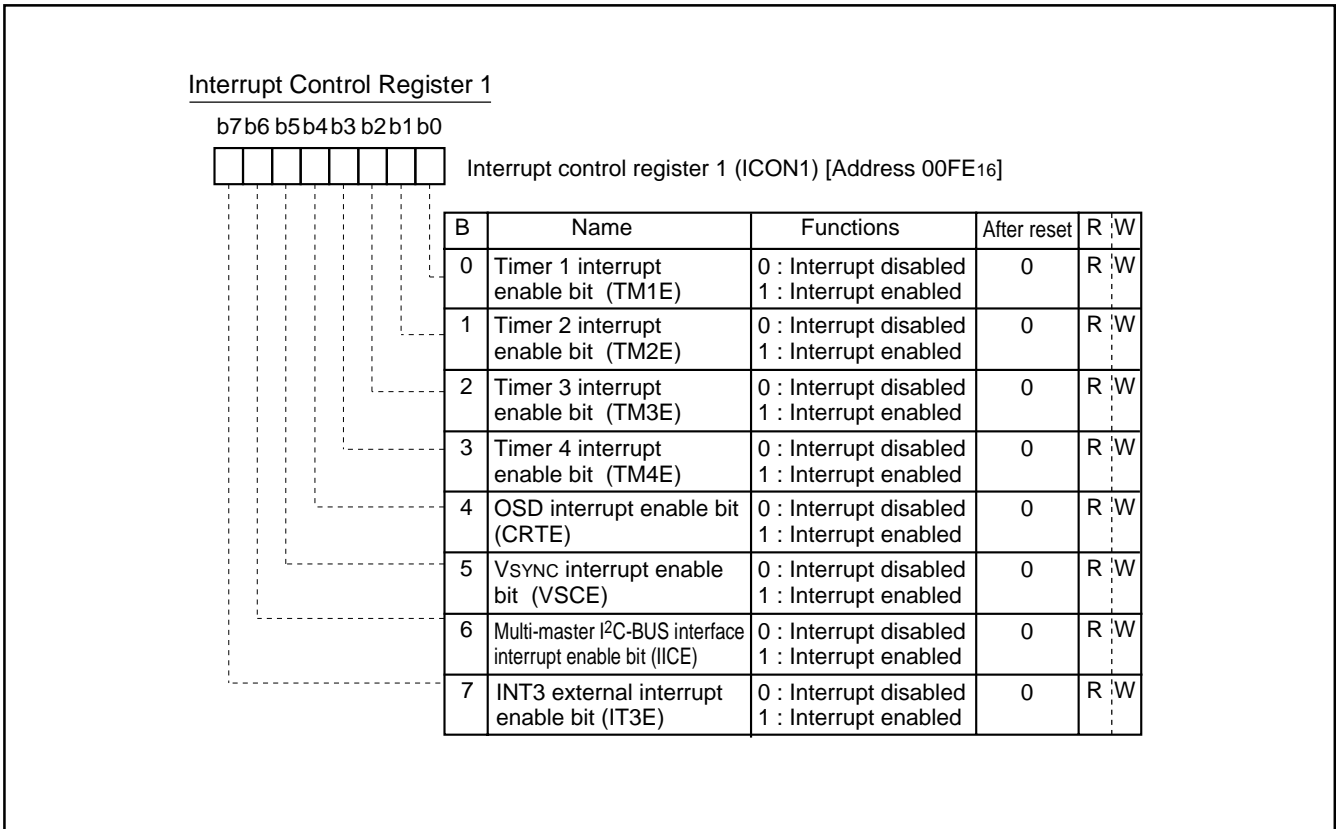 Interrupt Control Register 1
b7 b6 b5 b4 b3 b2 b1 b0
Interrupt control register 1 (ICON1) [Address 00FE16]
B Name Functions After reset R W
0 Timer 1 interrupt enable bit (TM1E) 0 : Interrupt disabled 1 : Interrupt enabled 0 R W
1 Timer 2 interrupt enable bit (TM2E) 0 : Interrupt disabled 1 : Interrupt enabled 0 R W
2 Timer 3 interrupt enable bit (TM3E) 0 : Interrupt disabled 1 : Interrupt enabled 0 R W
3 Timer 4 interrupt enable bit (TM4E) 0 : Interrupt disabled 1 : Interrupt enabled 0 R W
4 OSD interrupt enable bit (CRTE) 0 : Interrupt disabled 1 : Interrupt enabled 0 R W
5 VSYNC interrupt enable bit (VSCE) 0 : Interrupt disabled 1 : Interrupt enabled 0 R W
6 Multi-master I2C-BUS interface interrupt enable bit (IICE) 0 : Interrupt disabled 1 : Interrupt enabled 0 R W
7 INT3 external interrupt enable bit (IT3E) 0 : Interrupt disabled 1 : Interrupt enabled 0 R W